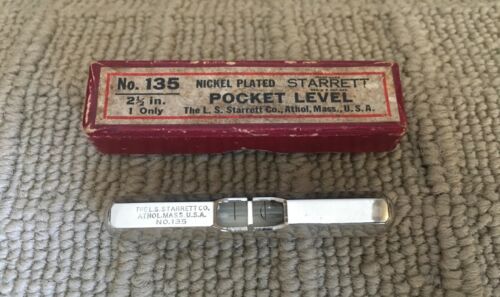 No. 135 NICKEL PLATED STARRETT
2½ in. POCKET LEVEL
1 Only The L. S. Starrett Co., Athol, Mass., U. S. A.
THE L.S. STARRETT CO.
ATHOL, MASS. U.S.A.
NO. 135